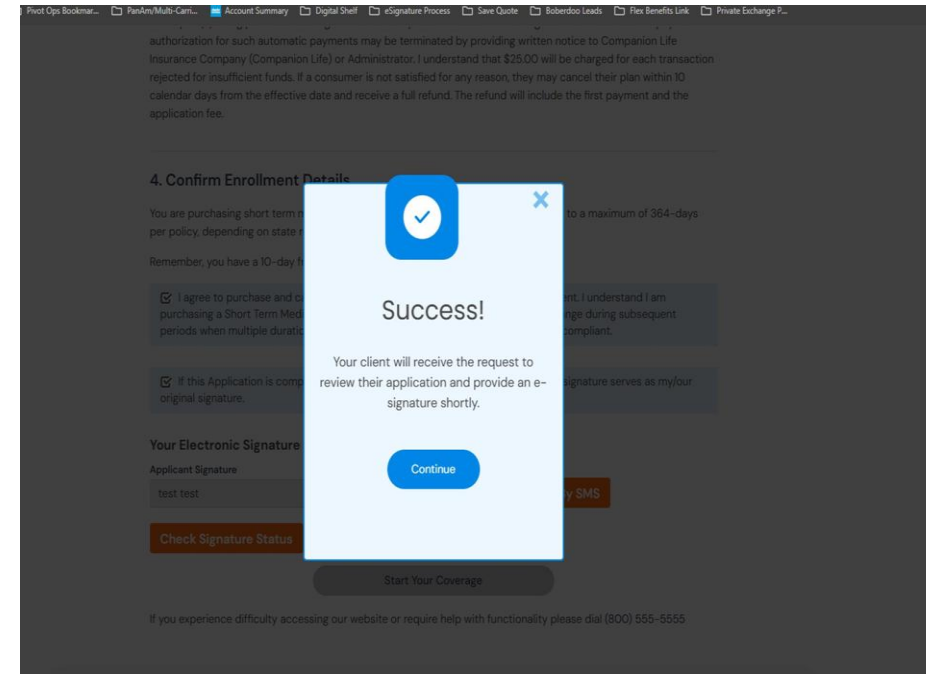 Pivot Ops Bookmar... PanAm/Multi-Carri... Account Summary Digital Shelf eSignature Process Save Quote Boberdoo Leads Flex Benefits Link Private Exchange P...
authorization for such automatic payments may be terminated by providing written notice to Companion Life
Insurance Company (Companion Life) or Administrator. I understand that $25.00 will be charged for each transaction
rejected for insufficient funds. If a consumer is not satisfied for any reason, they may cancel their plan within 10
calendar days from the effective date and receive a full refund. The refund will include the first payment and the
application fee.
4. Confirm Enrollment Details
You are purchasing short term to a maximum of 364-days
per policy, depending on state
Remember, you have a 10-day
I agree to purchase and I understand I am
purchasing a Short Term during subsequent
periods when multiple compliant.
If this Application is signature serves as my/our
original signature.
Your Electronic Signature
Applicant Signature
test test
By SMS
Check Signature Status
Success!
Your client will receive the request to
review their application and provide an e-
signature shortly.
Continue
Start Your Coverage
If you experience difficulty accessing our website or require help with functionality please dial (800) 555-5555